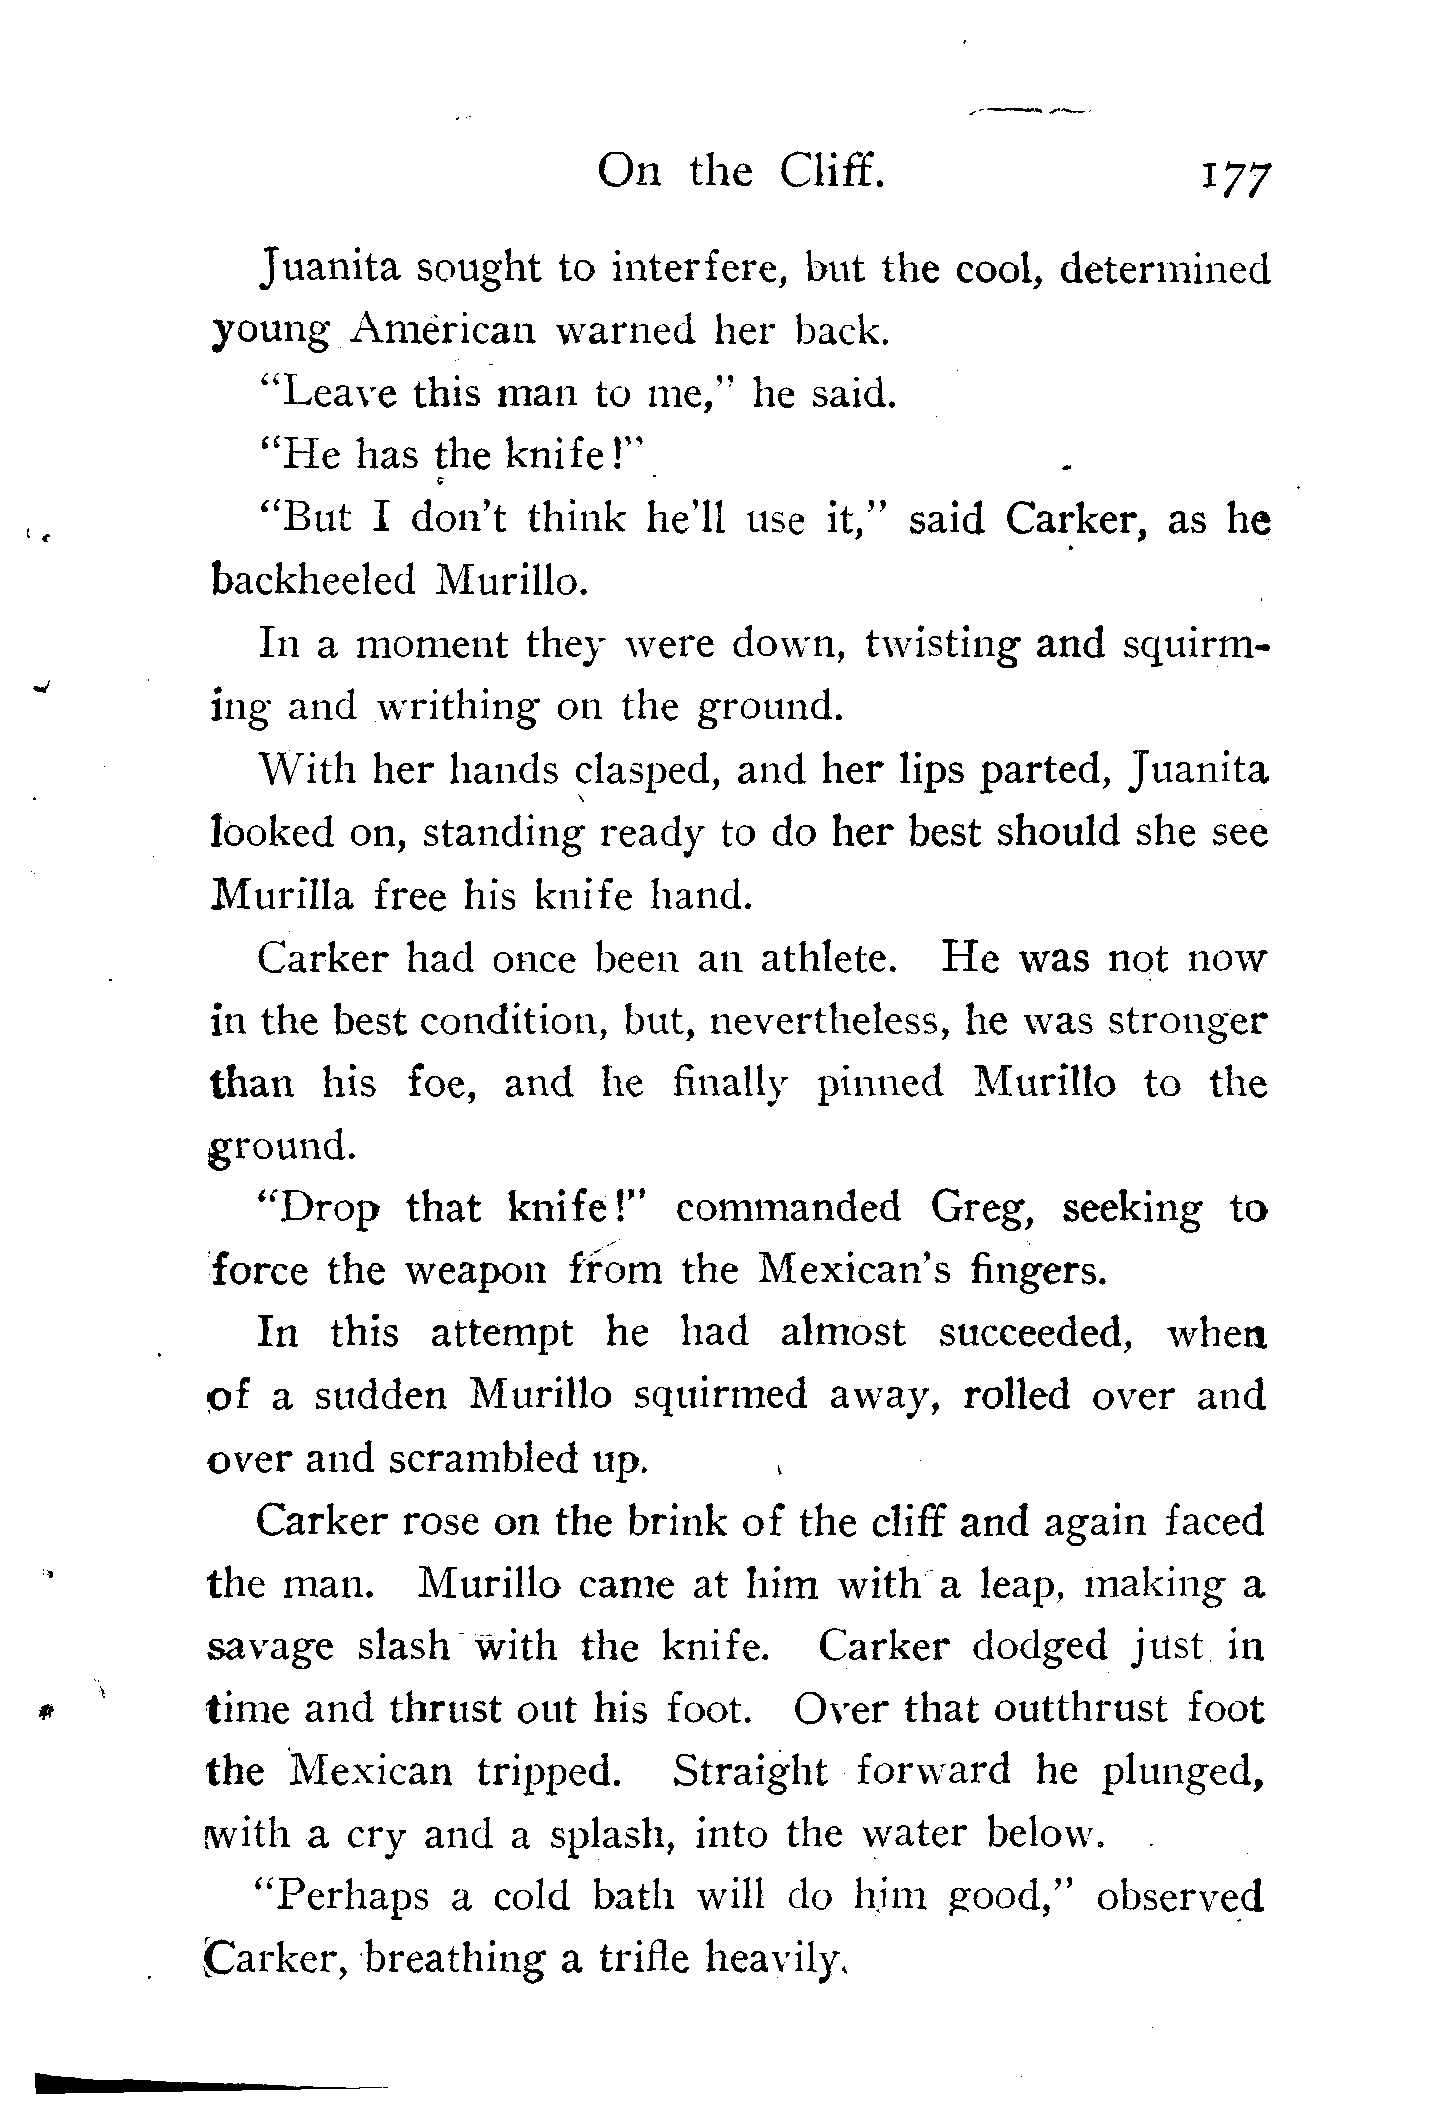 On the Cliff. 177
Juanita sought to interfere, but the cool, determined
young American warned her back.
"Leave this man to me," he said.
"He has the knife!"
"But I don't think he'll use it," said Carker, as he
backheeled Murillo.
In a moment they were down, twisting and squirm-
ing and writhing on the ground.
With her hands clasped, and her lips parted, Juanita
looked on, standing ready to do her best should she see
Murilla free his knife hand.
Carker had once been an athlete. He was not now
in the best condition, but, nevertheless, he was stronger
than his foe, and he finally pinned Murillo to the
ground.
"Drop that knife!" commanded Greg, seeking to
force the weapon from the Mexican's fingers.
In this attempt he had almost succeeded, when
of a sudden Murillo squirmed away, rolled over and
over and scrambled up.
Carker rose on the brink of the cliff and again faced
the man. Murillo came at him with a leap, making a
savage slash with the knife. Carker dodged just in
time and thrust out his foot. Over that outthrust foot
the Mexican tripped. Straight forward he plunged,
with a cry and a splash, into the water below.
"Perhaps a cold bath will do him good," observed
Carker, breathing a trifle heavily.